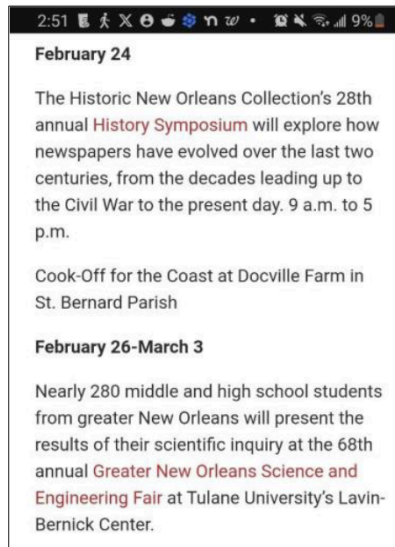 2:51
9%
February 24
The Historic New Orleans Collection's 28th
annual History Symposium will explore how
newspapers have evolved over the last two
centuries, from the decades leading up to
the Civil War to the present day. 9 a.m. to 5
p.m.
Cook-Off for the Coast at Docville Farm in
St. Bernard Parish
February 26-March 3
Nearly 280 middle and high school students
from greater New Orleans will present the
results of their scientific inquiry at the 68th
annual Greater New Orleans Science and
Engineering Fair at Tulane University's Lavin-
Bernick Center.